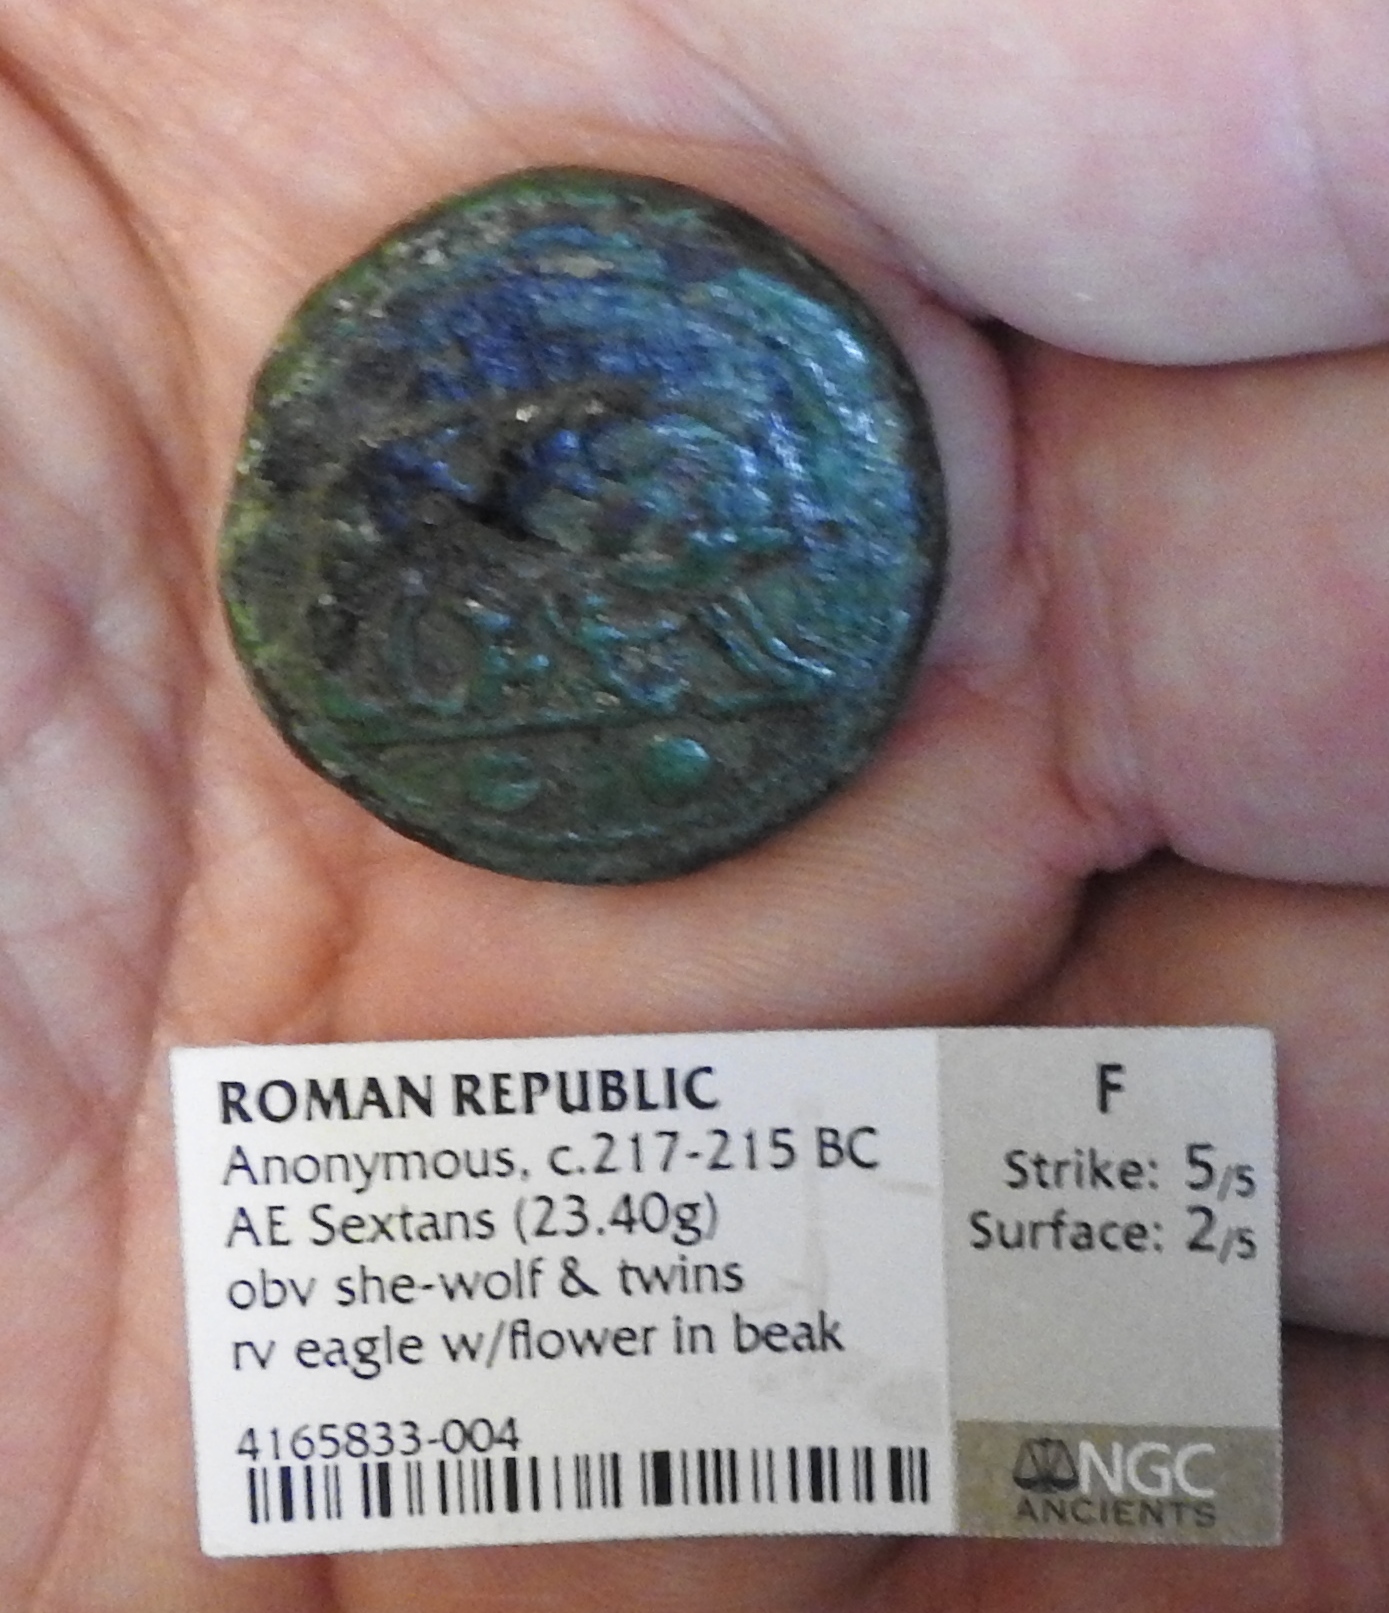 ROMAN REPUBLIC
Anonymous, c.217-215 BC
AE Sextans (23.40g)
obv she-wolf & twins
rv eagle w/flower in beak
4165833-004
F
Strike: 5/5
Surface: 2/5
NGC
ANCIENTS